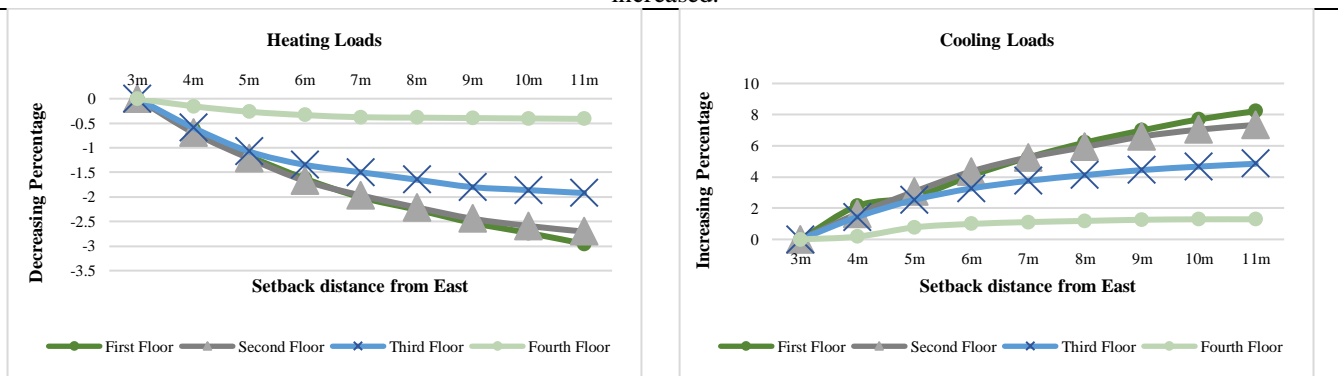 increased.
Heating Loads
3m 4m 5m 6m 7m 8m 9m 10m 11m
0
-0.5
-1
-1.5
-2
-2.5
-3
-3.5
Decreasing Percentage
Setback distance from East
First Floor Second Floor Third Floor Fourth Floor
Cooling Loads
10
8
6
4
2
0
3m 4m 5m 6m 7m 8m 9m 10m 11m
Increasing Percentage
Setback distance from East
First Floor Second Floor Third Floor Fourth Floor